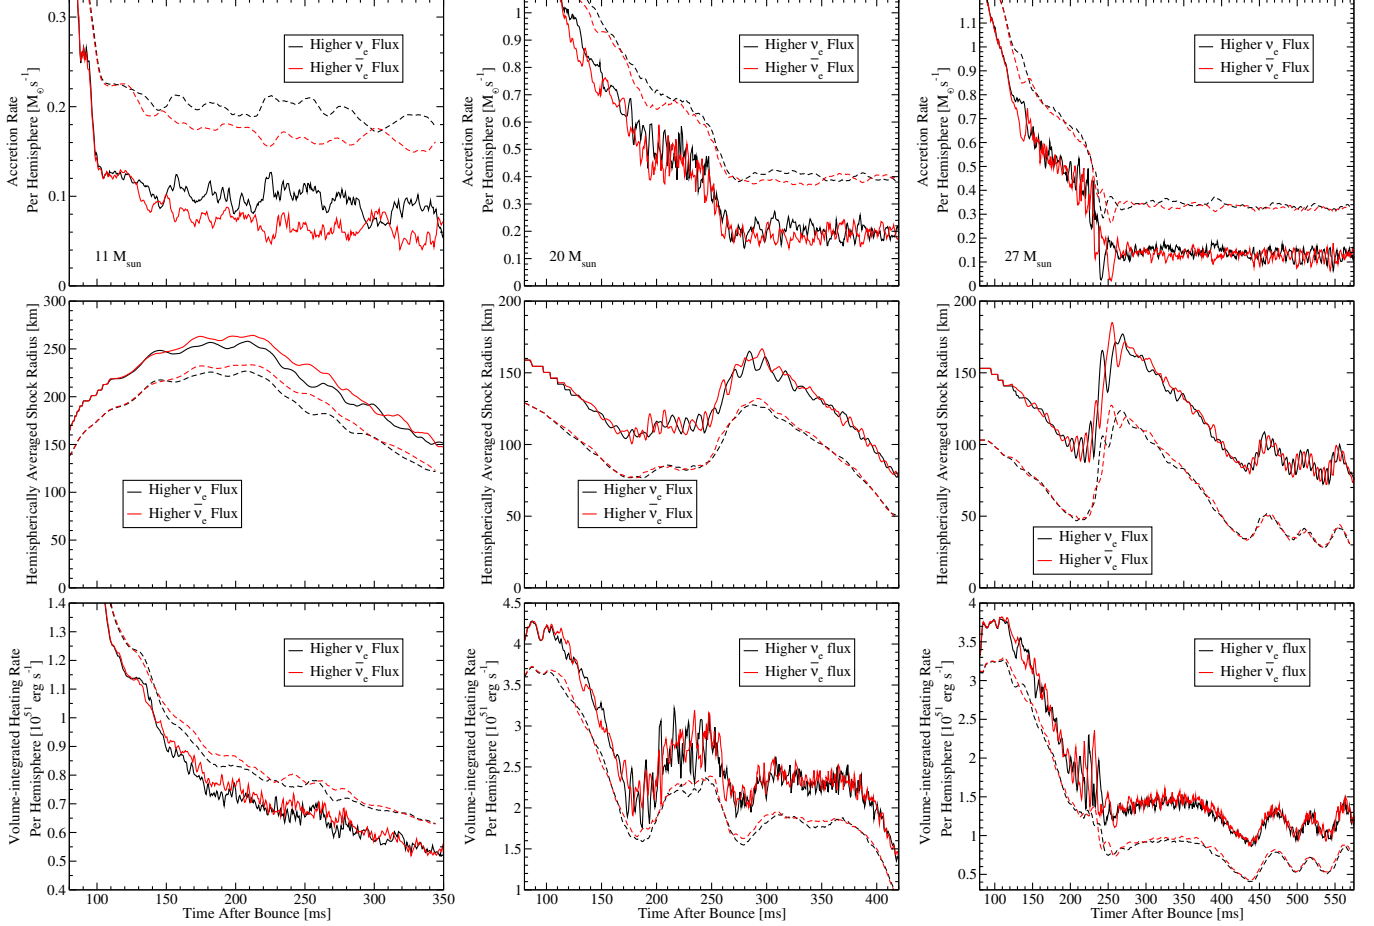 0.3
0.2
0.1
0
Accretion Rate
Per Hemisphere [M⊙s⁻¹]
Higher νₑ Flux
Higher ν̅ₑ Flux
11 M_sun
1
0.9
0.8
0.7
0.6
0.5
0.4
0.3
0.2
0.1
0
Accretion Rate
Per Hemisphere [M⊙s⁻¹]
Higher νₑ Flux
Higher ν̅ₑ Flux
20 M_sun
1.1
1
0.9
0.8
0.7
0.6
0.5
0.4
0.3
0.2
0.1
0
Accretion Rate
Per Hemisphere [M⊙s⁻¹]
Higher νₑ Flux
Higher ν̅ₑ Flux
27 M_sun
300
250
200
150
100
50
0
Hemispherically Averaged Shock Radius [km]
Higher νₑ Flux
Higher ν̅ₑ Flux
200
150
100
50
0
Hemispherically Averaged Shock Radius [km]
Higher νₑ Flux
Higher ν̅ₑ Flux
200
150
100
50
0
Hemispherically Averaged Shock Radius [km]
Higher νₑ Flux
Higher ν̅ₑ Flux
1.4
1.3
1.2
1.1
1
0.9
0.8
0.7
0.6
0.5
0.4
Volume-integrated Heating Rate
Per Hemisphere [10⁵¹ erg s⁻¹]
Higher νₑ Flux
Higher ν̅ₑ Flux
100 150 200 250 300 350
Time After Bounce [ms]
4.5
4
3.5
3
2.5
2
1.5
1
Volume-integrated Heating Rate
Per Hemisphere [10⁵¹ erg s⁻¹]
Higher νₑ flux
Higher ν̅ₑ flux
100 150 200 250 300 350 400
Time After Bounce [ms]
4
3.5
3
2.5
2
1.5
1
0.5
Volume-integrated Heating Rate
Per Hemisphere [10⁵¹ erg s⁻¹]
Higher νₑ flux
Higher ν̅ₑ flux
100 150 200 250 300 350 400 450 500 550
Timer After Bounce [ms]